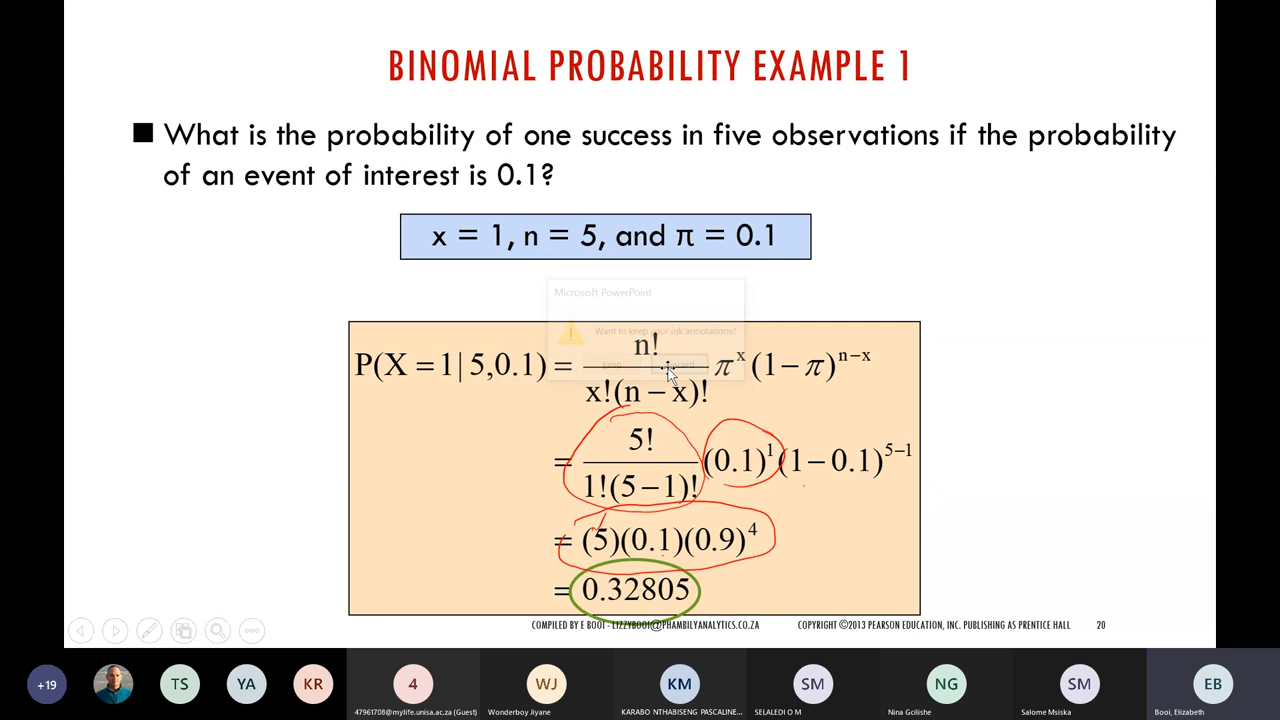 BINOMIAL PROBABILITY EXAMPLE 1
What is the probability of one success in five observations if the probability
of an event of interest is 0.1?
x = 1, n = 5, and π = 0.1
Microsoft PowerPoint
Want to keep your ink annotations?
Keep Discard
P(X = 1 | 5,0.1) = n! / x!(n − x)! π^x (1 − π)^(n−x)
= 5! / 1!(5 − 1)! (0.1)^1 (1 − 0.1)^(5−1)
= (5)(0.1)(0.9)^4
= 0.32805
COMPILED BY E BOOI - LIZZYBOOI@PHAMBILYANALYTICS.CO.ZA COPYRIGHT ©2013 PEARSON EDUCATION, INC. PUBLISHING AS PRENTICE HALL 20
+19 TS YA KR 4 WJ KM SM NG SM EB
47961708@mylife.unisa.ac.za (Guest) Wonderboy Jiyane KARABO NTHABISENG PASCALINE... SELALEDI O M Nina Gcilishe Salome Msiska Booi, Elizabeth